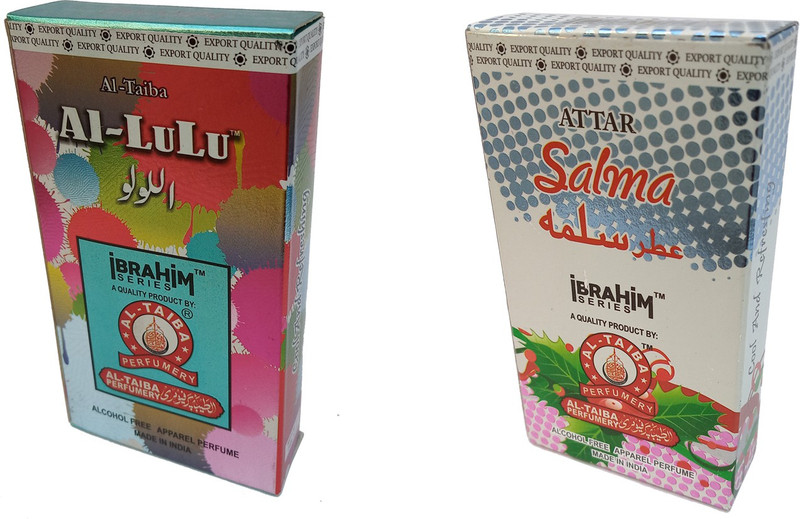 EXPORT QUALITY EXPORT QUALITY
EXPORT QUALITY EXPORT QUALITY
EXPORT QUALITY
Al-Taiba
Al-LuLu™
اللولو
iBRAHiM™
SERIES
A QUALITY PRODUCT BY:
AL-TAIBA ®
PERFUMERY
AL-TAIBA
PERFUMERY
ALCOHOL FREE APPAREL PERFUME
MADE IN INDIA
QUALITY EXPORT QUALITY EXPORT QUALITY
EXPORT QUALITY EXPORT QUALITY EXPORT QUALITY
ATTAR
Salma
عطر سلمه
iBRAHiM™
SERIES
A QUALITY PRODUCT BY:
AL-TAIBA ™
PERFUMERY
AL-TAIBA
PERFUMERY
ALCOHOL FREE APPAREL PERFUME
MADE IN INDIA
Cool And Refreshing